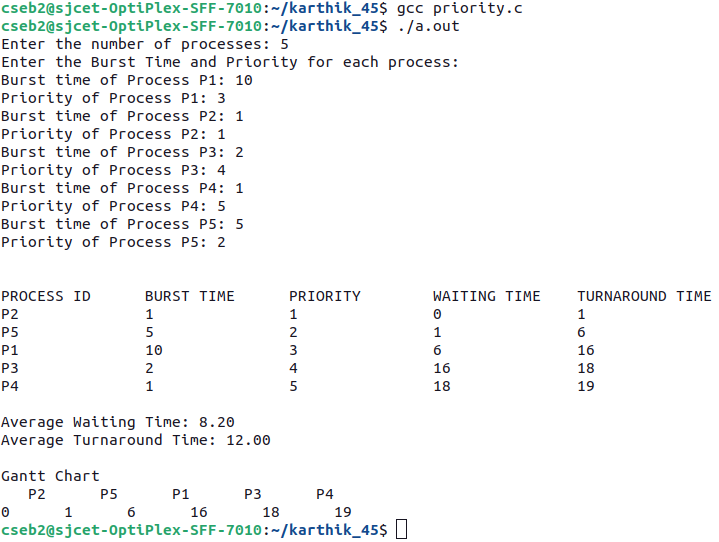 cseb2@sjcet-OptiPlex-SFF-7010:~/karthik_45$ gcc priority.c
cseb2@sjcet-OptiPlex-SFF-7010:~/karthik_45$ ./a.out
Enter the number of processes: 5
Enter the Burst Time and Priority for each process:
Burst time of Process P1: 10
Priority of Process P1: 3
Burst time of Process P2: 1
Priority of Process P2: 1
Burst time of Process P3: 2
Priority of Process P3: 4
Burst time of Process P4: 1
Priority of Process P4: 5
Burst time of Process P5: 5
Priority of Process P5: 2
PROCESS ID BURST TIME PRIORITY WAITING TIME TURNAROUND TIME
P2 1 1 0 1
P5 5 2 1 6
P1 10 3 6 16
P3 2 4 16 18
P4 1 5 18 19
Average Waiting Time: 8.20
Average Turnaround Time: 12.00
Gantt Chart
P2 P5 P1 P3 P4
0 1 6 16 18 19
cseb2@sjcet-OptiPlex-SFF-7010:~/karthik_45$